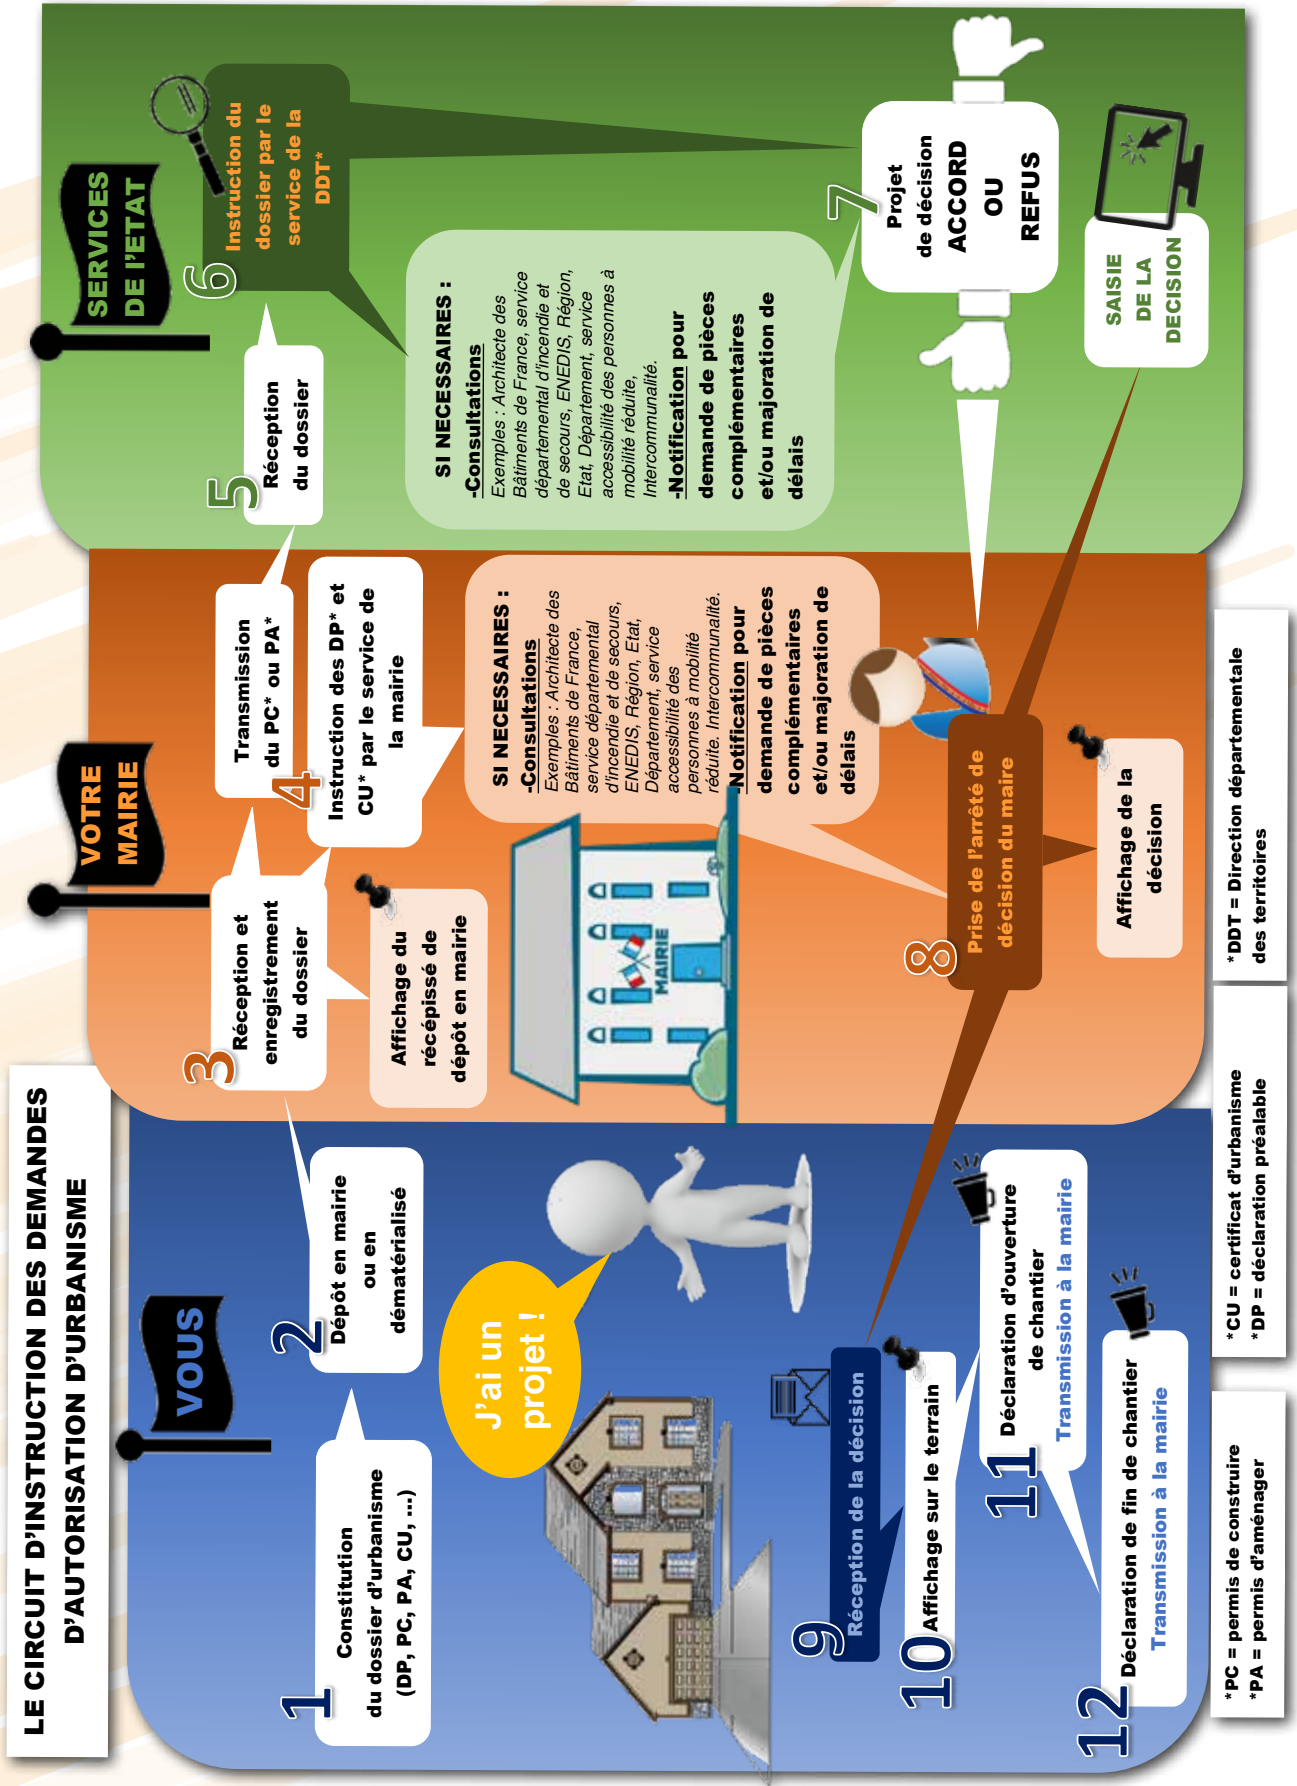 LE CIRCUIT D'INSTRUCTION DES DEMANDES
D'AUTORISATION D'URBANISME
VOUS
1
Constitution
du dossier d'urbanisme
(DP, PC, PA, CU, ...)
2
Dépôt en mairie
ou en
dématérialisé
J'ai un
projet !
VOTRE
MAIRIE
3
Réception et
enregistrement
du dossier
Affichage du
récépissé de
dépôt en mairie
Transmission
du PC* ou PA*
4
Instruction des DP* et
CU* par le service de
la mairie
SI NECESSAIRES :
-Consultations
Exemples : Architecte des
Bâtiments de France,
service départemental
d'incendie et de secours,
ENEDIS, Région, Etat,
Département, service
accessibilité des
personnes à mobilité
réduite. Intercommunalité.
-Notification pour
demande de pièces
complémentaires
et/ou majoration de
délais
MAIRIE
SERVICES
DE l'ETAT
5
Réception
du dossier
6
Instruction du
dossier par le
service de la
DDT*
SI NECESSAIRES :
-Consultations
Exemples : Architecte des
Bâtiments de France, service
départemental d'incendie et
de secours, ENEDIS, Région,
Etat, Département, service
accessibilité des personnes à
mobilité réduite,
Intercommunalité.
-Notification pour
demande de pièces
complémentaires
et/ou majoration de
délais
7
Projet
de décision
ACCORD
OU
REFUS
SAISIE
DE LA
DECISION
8
Prise de l'arrêté de
décision du maire
Affichage de la
décision
9
Réception de la décision
10
Affichage sur le terrain
11
Déclaration d'ouverture
de chantier
Transmission à la mairie
12
Déclaration de fin de chantier
Transmission à la mairie
*PC = permis de construire
*PA = permis d'aménager
*CU = certificat d'urbanisme
*DP = déclaration préalable
*DDT = Direction départementale
des territoires